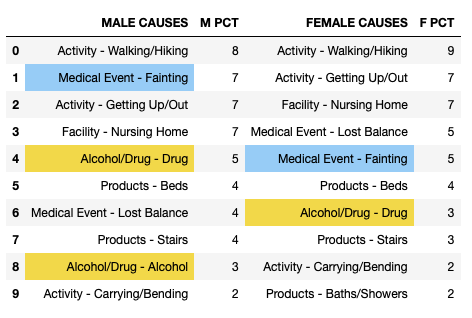 MALE CAUSES M PCT FEMALE CAUSES F PCT
0 Activity - Walking/Hiking 8 Activity - Walking/Hiking 9
1 Medical Event - Fainting 7 Activity - Getting Up/Out 7
2 Activity - Getting Up/Out 7 Facility - Nursing Home 7
3 Facility - Nursing Home 7 Medical Event - Lost Balance 5
4 Alcohol/Drug - Drug 5 Medical Event - Fainting 5
5 Products - Beds 4 Products - Beds 4
6 Medical Event - Lost Balance 4 Alcohol/Drug - Drug 3
7 Products - Stairs 4 Products - Stairs 3
8 Alcohol/Drug - Alcohol 3 Activity - Carrying/Bending 2
9 Activity - Carrying/Bending 2 Products - Baths/Showers 2